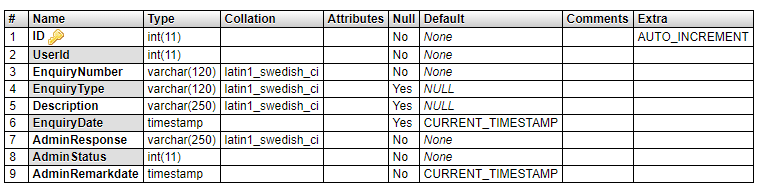 # Name Type Collation Attributes Null Default Comments Extra
1 ID int(11) No None AUTO_INCREMENT
2 UserId int(11) No None
3 EnquiryNumber varchar(120) latin1_swedish_ci No None
4 EnquiryType varchar(120) latin1_swedish_ci Yes NULL
5 Description varchar(250) latin1_swedish_ci Yes NULL
6 EnquiryDate timestamp Yes CURRENT_TIMESTAMP
7 AdminResponse varchar(250) latin1_swedish_ci No None
8 AdminStatus int(11) No None
9 AdminRemarkdate timestamp No CURRENT_TIMESTAMP